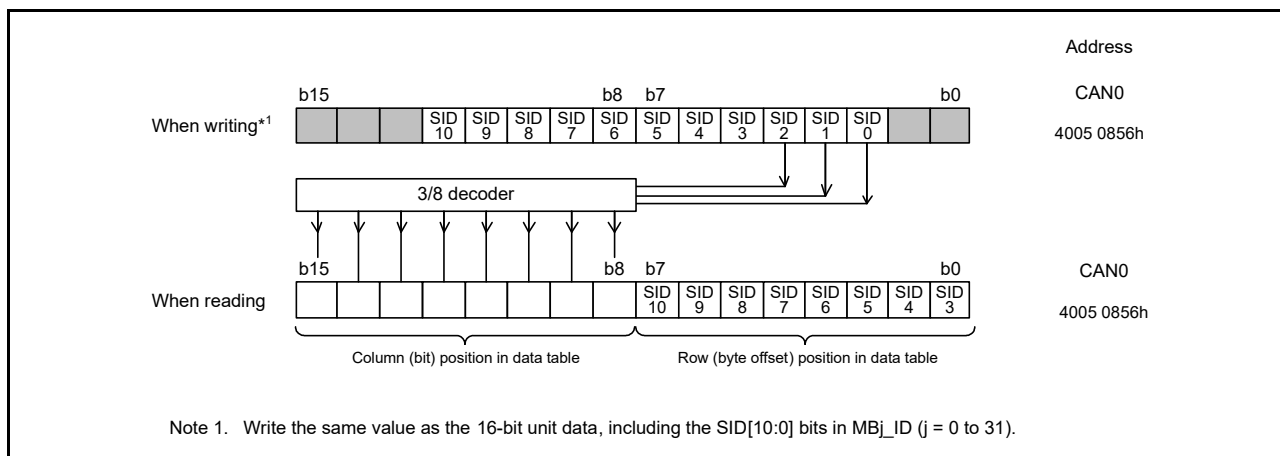 Address
b15 b8 b7 b0 CAN0
When writing*1 SID 10 SID 9 SID 8 SID 7 SID 6 SID 5 SID 4 SID 3 SID 2 SID 1 SID 0 4005 0856h
3/8 decoder
b15 b8 b7 b0 CAN0
When reading SID 10 SID 9 SID 8 SID 7 SID 6 SID 5 SID 4 SID 3 4005 0856h
Column (bit) position in data table Row (byte offset) position in data table
Note 1. Write the same value as the 16-bit unit data, including the SID[10:0] bits in MBj_ID (j = 0 to 31).